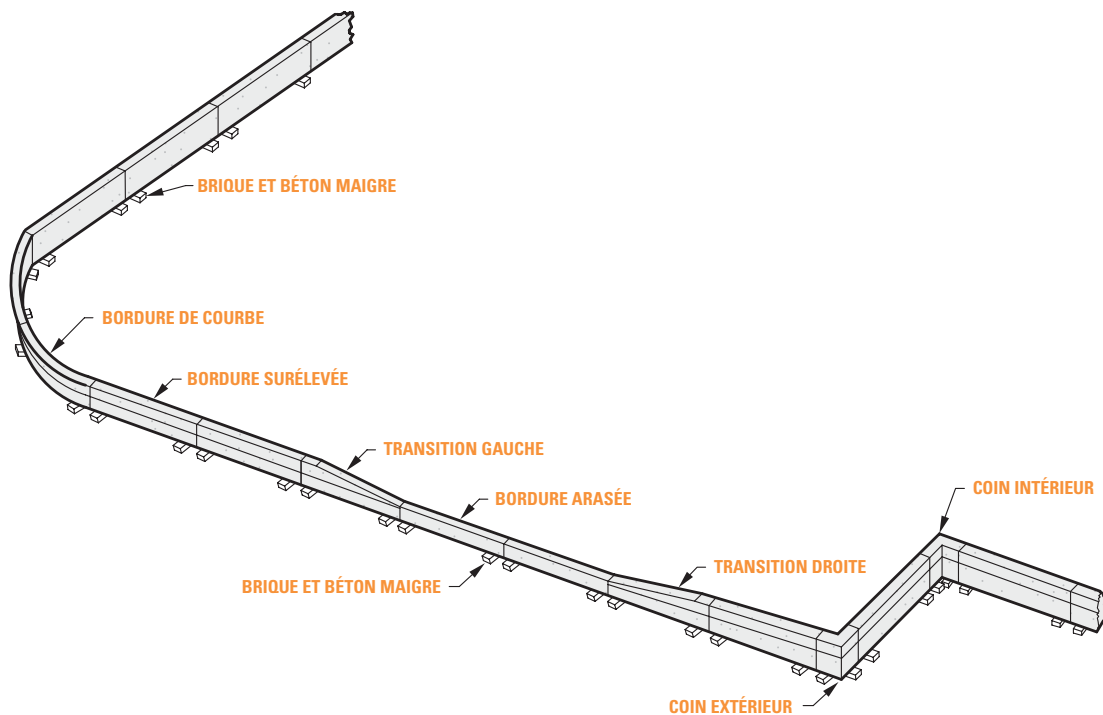 BRIQUE ET BÉTON MAIGRE
BORDURE DE COURBE
BORDURE SURÉLEVÉE
TRANSITION GAUCHE
BORDURE ARASÉE
COIN INTÉRIEUR
TRANSITION DROITE
BRIQUE ET BÉTON MAIGRE
COIN EXTÉRIEUR